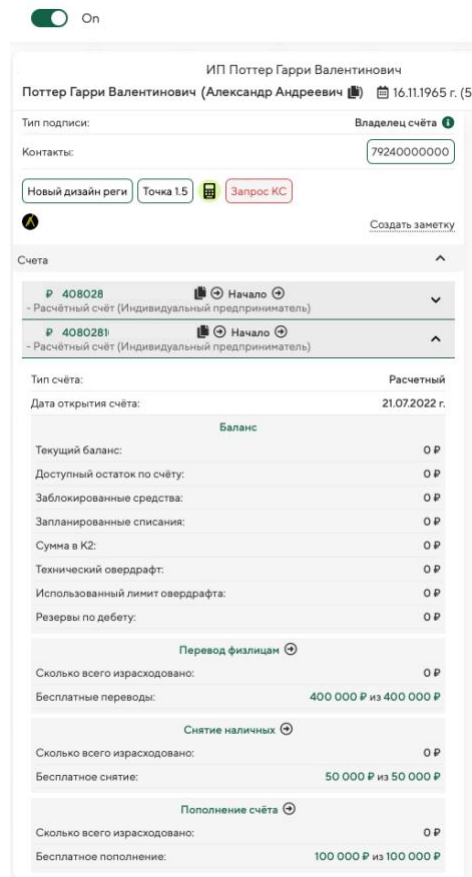 On
ИП Поттер Гарри Валентинович
Поттер Гарри Валентинович (Александр Андреевич) 16.11.1965 г. (5
Тип подписи: Владелец счёта
Контакты: 79240000000
Новый дизайн реги Точка 1.5 Запрос КС
Создать заметку
Счета
₽ 408028 Начало
- Расчётный счёт (Индивидуальный предприниматель)
₽ 4080281 Начало
- Расчётный счёт (Индивидуальный предприниматель)
Тип счёта: Расчетный
Дата открытия счёта: 21.07.2022 г.
Баланс
Текущий баланс: 0 ₽
Доступный остаток по счёту: 0 ₽
Заблокированные средства: 0 ₽
Запланированные списания: 0 ₽
Сумма в К2: 0 ₽
Технический овердрафт: 0 ₽
Использованный лимит овердрафта: 0 ₽
Резервы по дебету: 0 ₽
Перевод физлицам
Сколько всего израсходовано: 0 ₽
Бесплатные переводы: 400 000 ₽ из 400 000 ₽
Снятие наличных
Сколько всего израсходовано: 0 ₽
Бесплатное снятие: 50 000 ₽ из 50 000 ₽
Пополнение счёта
Сколько всего израсходовано: 0 ₽
Бесплатное пополнение: 100 000 ₽ из 100 000 ₽